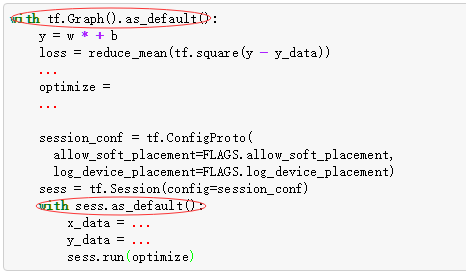 with tf.Graph().as_default():
    y = w * + b
    loss = reduce_mean(tf.square(y - y_data))
    ...
    optimize =
    ...
    session_conf = tf.ConfigProto(
      allow_soft_placement=FLAGS.allow_soft_placement,
      log_device_placement=FLAGS.log_device_placement)
    sess = tf.Session(config=session_conf)
    with sess.as_default():
        x_data = ...
        y_data = ...
        sess.run(optimize)